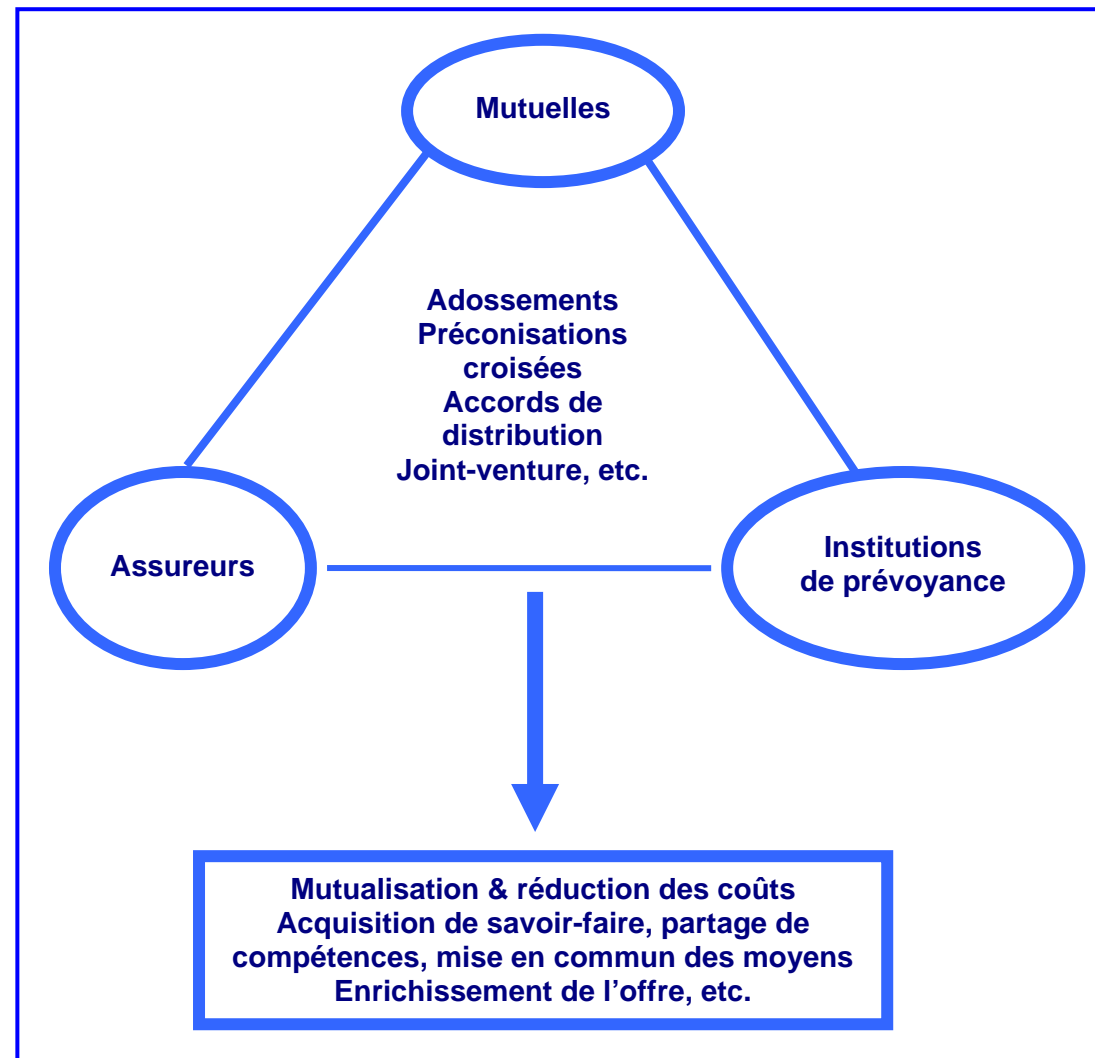 Mutuelles
Adossements
Préconisations
croisées
Accords de
distribution
Joint-venture, etc.
Assureurs
Institutions
de prévoyance
Mutualisation & réduction des coûts
Acquisition de savoir-faire, partage de
compétences, mise en commun des moyens
Enrichissement de l’offre, etc.